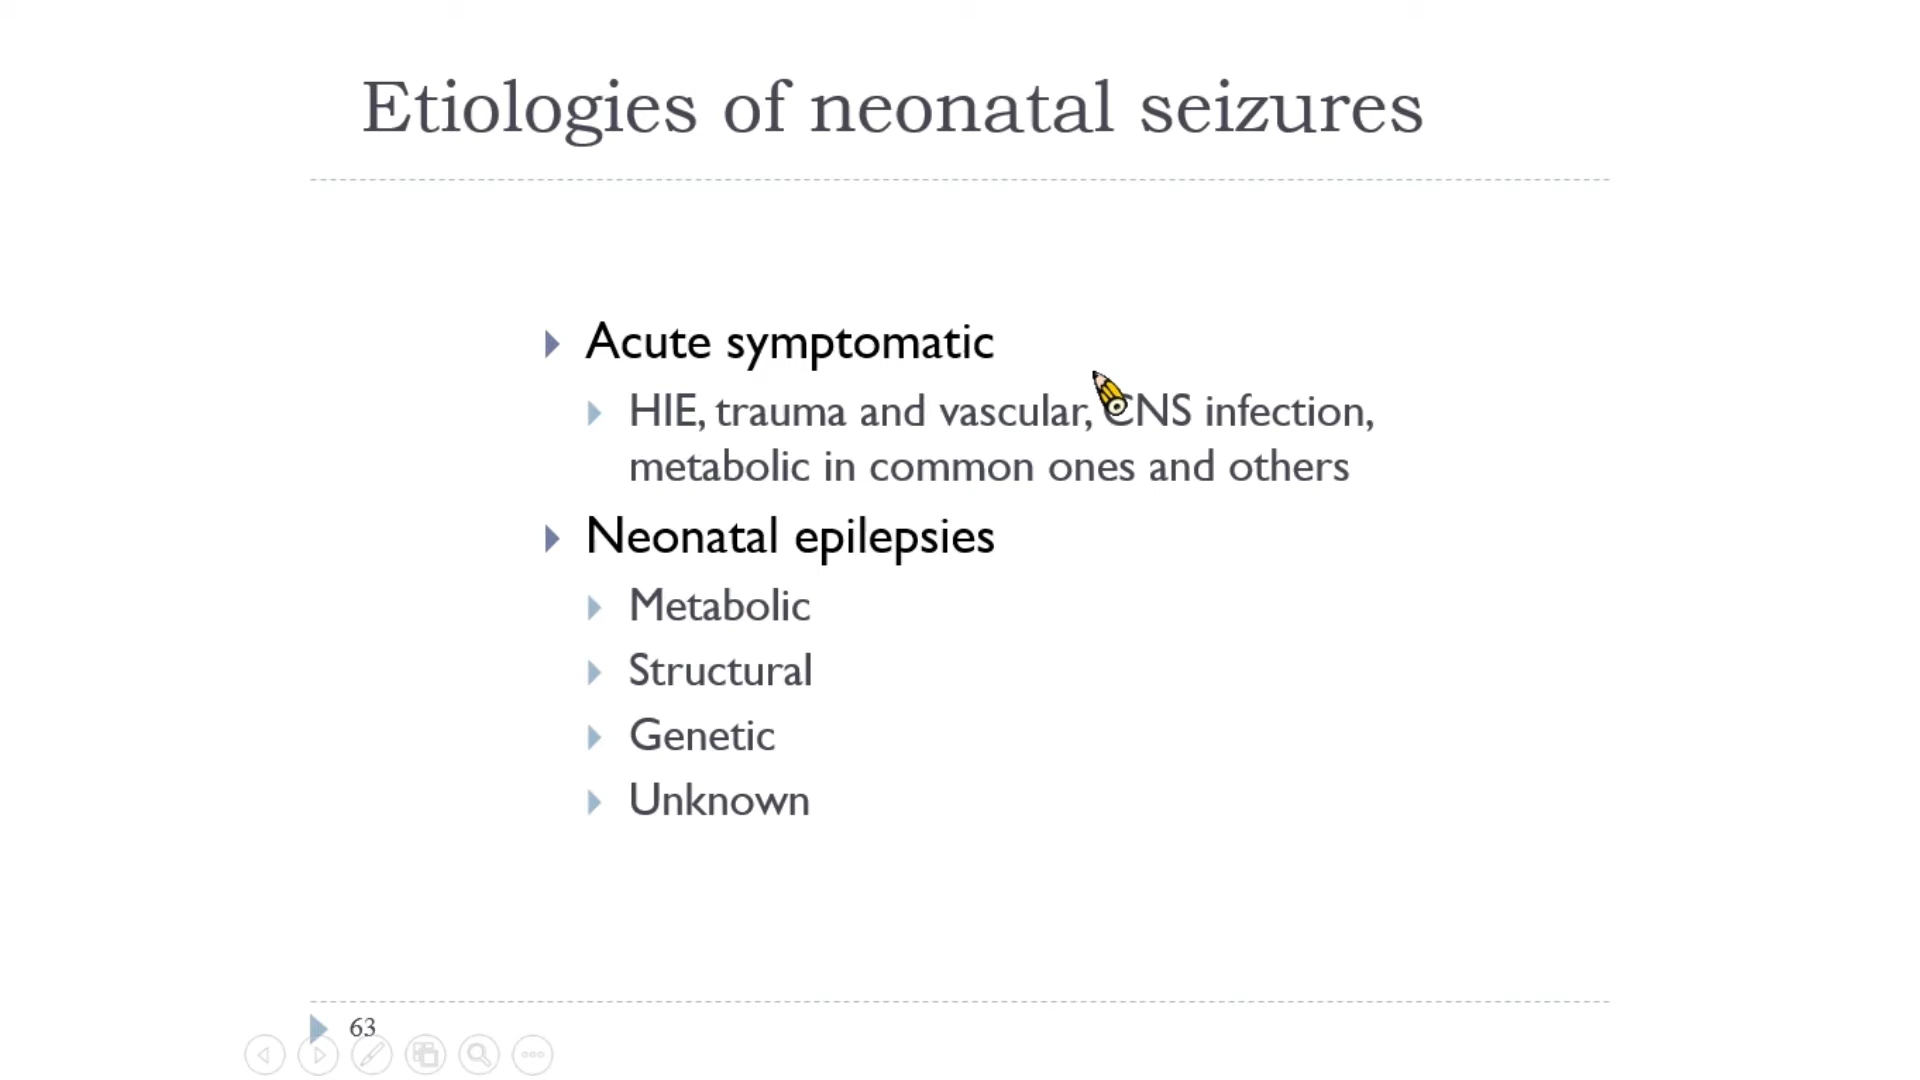 Etiologies of neonatal seizures
Acute symptomatic
HIE, trauma and vascular, CNS infection,
metabolic in common ones and others
Neonatal epilepsies
Metabolic
Structural
Genetic
Unknown
63